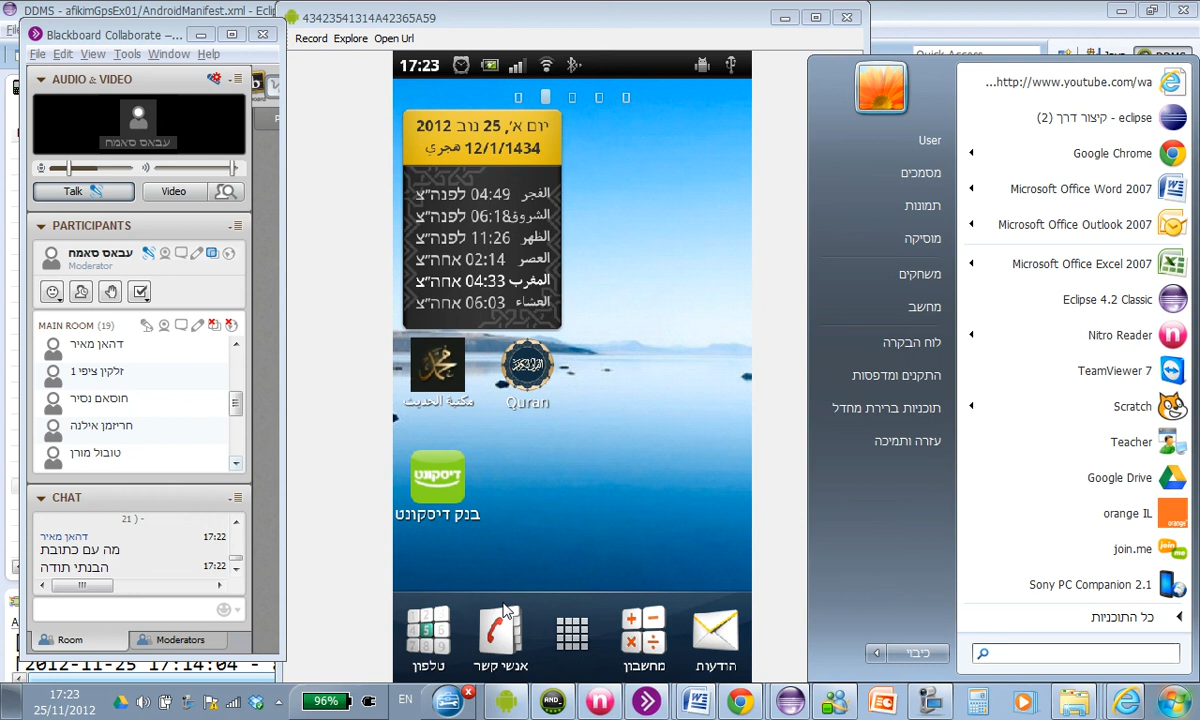 DDMS - afikimGpsEx01/AndroidManifest.xml - Eclip
Blackboard Collaborate –...
File Edit View Tools Window Help
AUDIO & VIDEO
עבאס סאמח
Talk
Video
PARTICIPANTS
עבאס סאמח
Moderator
MAIN ROOM (19)
דהאן מאיר
זלקין ציפי 1
חוסאם נסיר
חריזמן אילנה
טובול מורן
CHAT
21 ) -
דהאן מאיר 17:22
מה עם כתובת
הבנתי תודה 17:22
Room
Moderators
2012-11-25 17:14:04 -
43423541314A42365A59
Record Explore Open Url
17:23
יום א', 25 נוב 2012
12/1/1434 هجري
الفجر 04:49 לפנה"צ
الشروق 06:18 לפנה"צ
الظهر 11:26 לפנה"צ
العصر 02:14 אחה"צ
المغرب 04:33 אחה"צ
العشاء 06:03 אחה"צ
مكتبة الحديث
Quran
דיסקונט
בנק דיסקונט
טלפון
אנשי קשר
מחשבון
הודעות
Quick Access
...http://www.youtube.com/wa
eclipse - קיצור דרך (2)
Google Chrome
Microsoft Office Word 2007
Microsoft Office Outlook 2007
Microsoft Office Excel 2007
Eclipse 4.2 Classic
Nitro Reader
TeamViewer 7
Scratch
Teacher
Google Drive
orange IL
join.me
Sony PC Companion 2.1
כל התוכניות
User
מסמכים
תמונות
מוסיקה
משחקים
מחשב
לוח הבקרה
התקנים ומדפסות
תוכניות ברירת מחדל
עזרה ותמיכה
כיבוי
17:23
25/11/2012
96%
EN